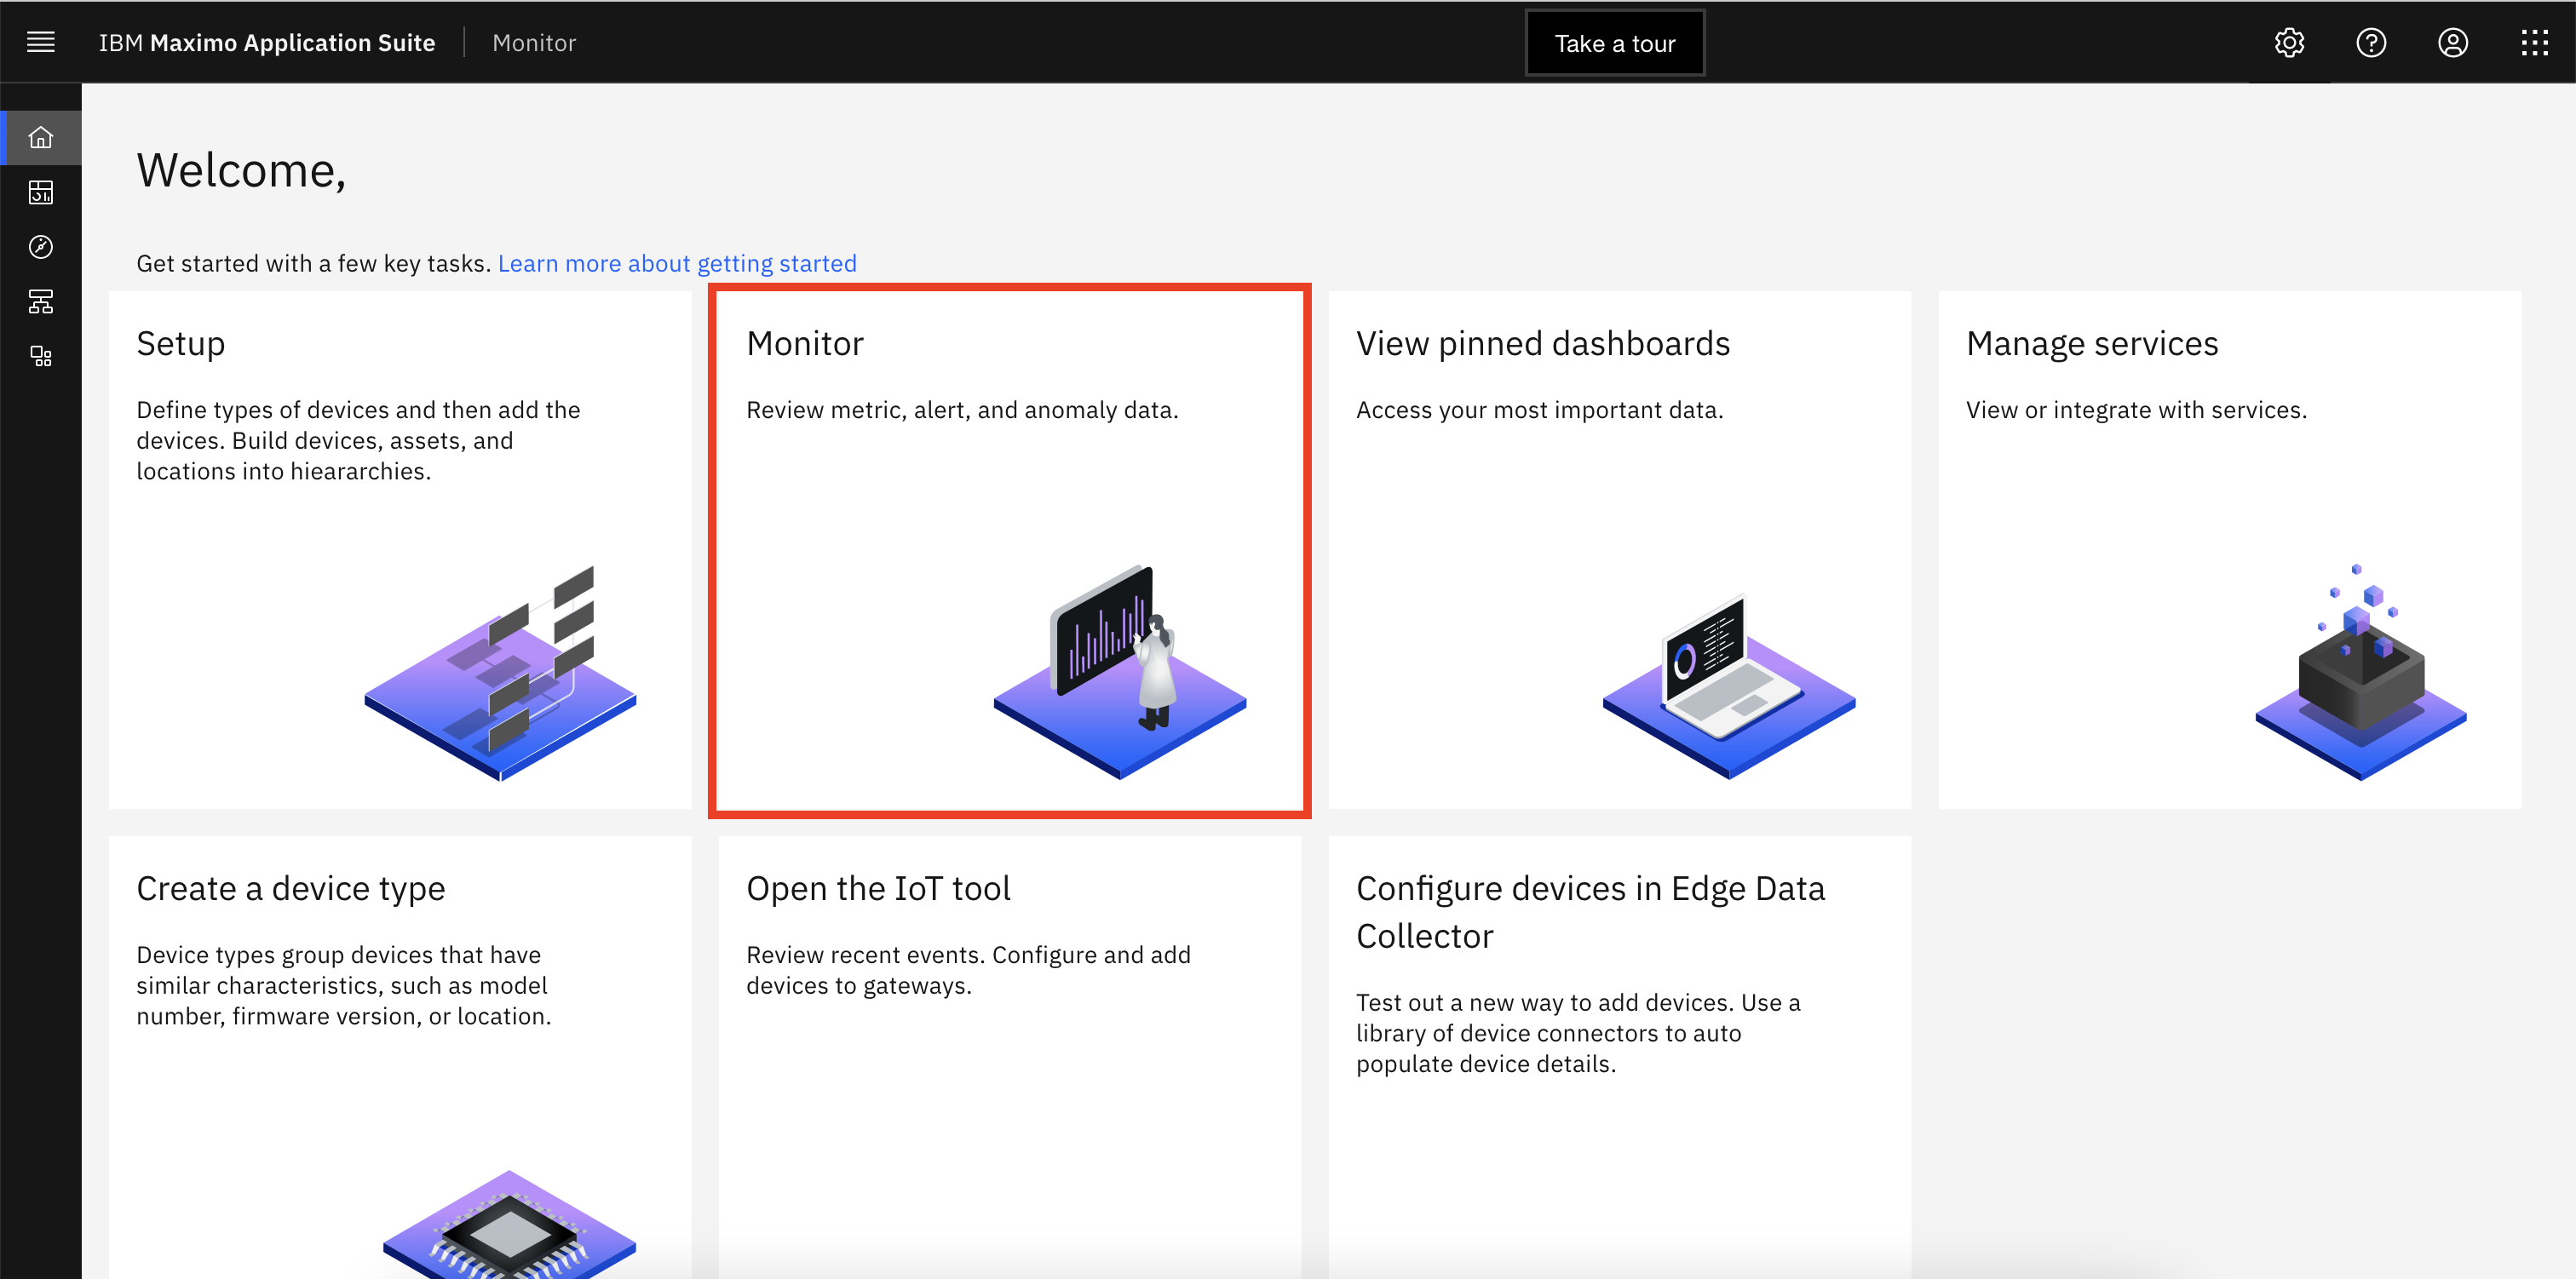 IBM Maximo Application Suite | Monitor
Take a tour
Welcome,
Get started with a few key tasks. Learn more about getting started
Setup
Define types of devices and then add the
devices. Build devices, assets, and
locations into hieararchies.
Monitor
Review metric, alert, and anomaly data.
View pinned dashboards
Access your most important data.
Manage services
View or integrate with services.
Create a device type
Device types group devices that have
similar characteristics, such as model
number, firmware version, or location.
Open the IoT tool
Review recent events. Configure and add
devices to gateways.
Configure devices in Edge Data
Collector
Test out a new way to add devices. Use a
library of device connectors to auto
populate device details.